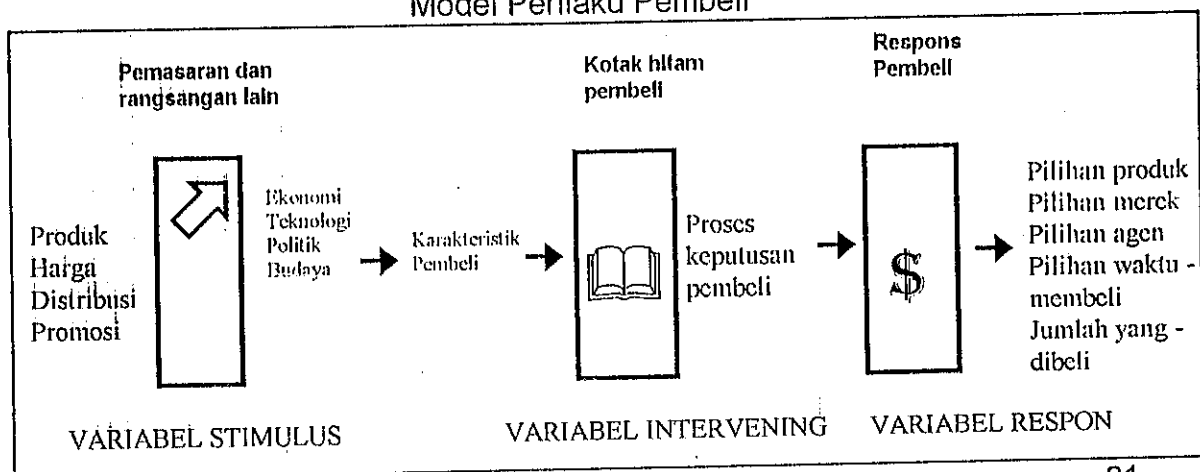 Model Perilaku Pembeli
Pemasaran dan
rangsangan lain
Kotak hitam
pembeli
Respons
Pembeli
Produk
Harga
Distribusi
Promosi
Ekonomi
Teknologi
Politik
Budaya
Karakteristik
Pembeli
Proses
keputusan
pembeli
$
Pilihan produk
Pilihan merek
Pilihan agen
Pilihan waktu -
membeli
Jumlah yang -
dibeli
VARIABEL STIMULUS
VARIABEL INTERVENING
VARIABEL RESPON